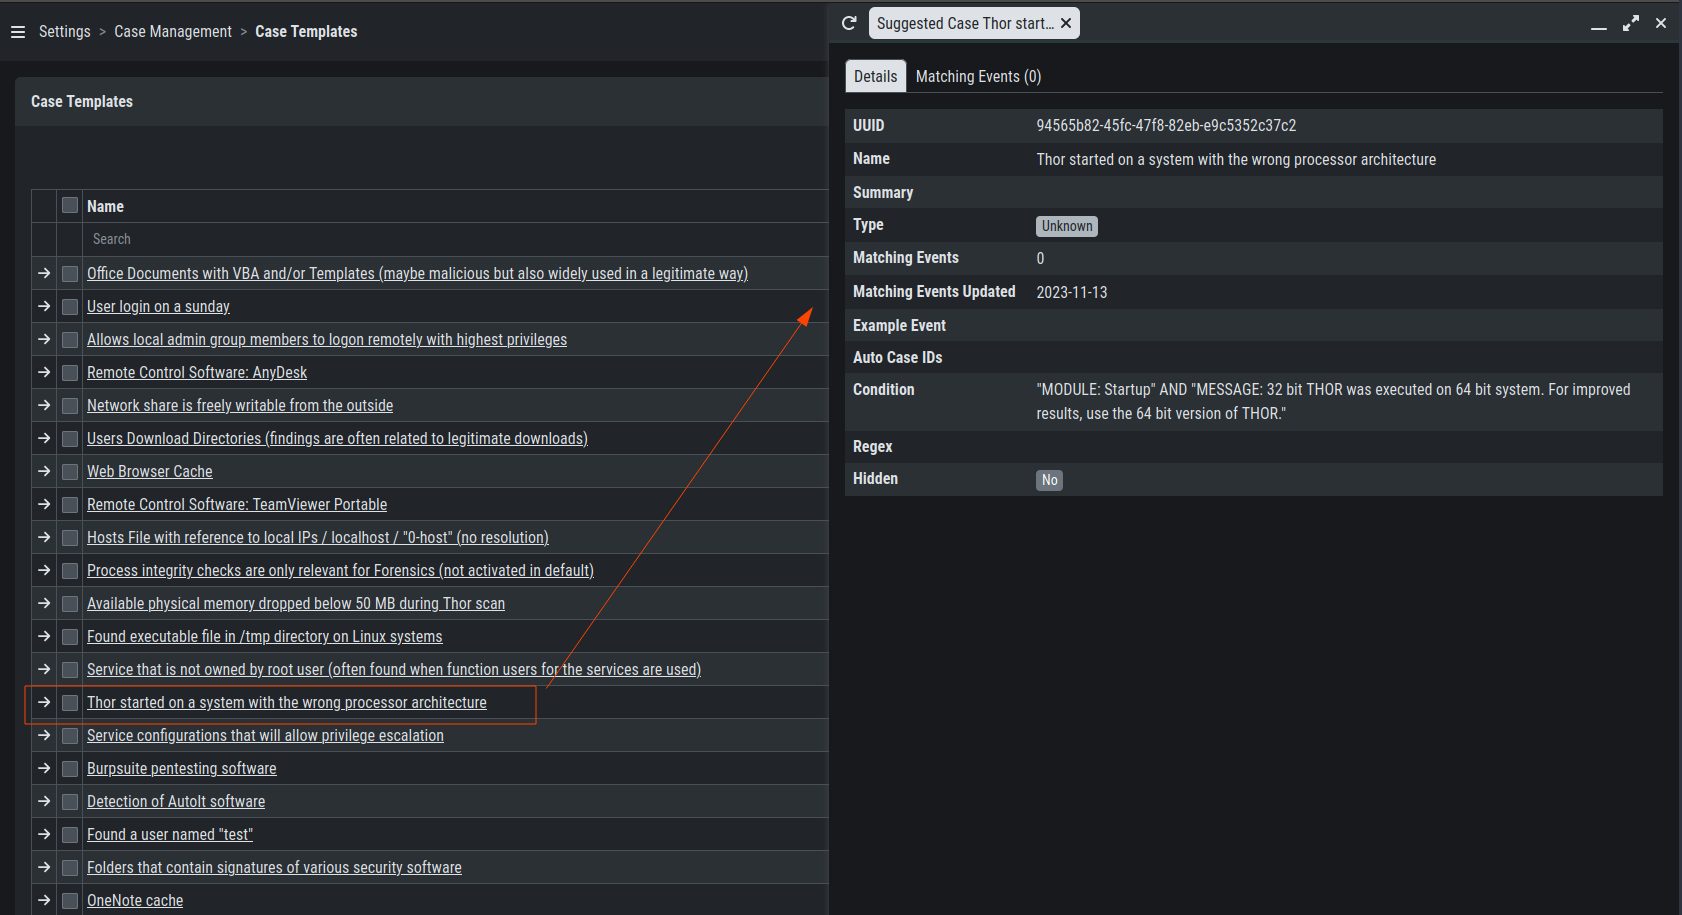 Settings > Case Management > Case Templates
Case Templates
Name
Search
Office Documents with VBA and/or Templates (maybe malicious but also widely used in a legitimate way)
User login on a sunday
Allows local admin group members to logon remotely with highest privileges
Remote Control Software: AnyDesk
Network share is freely writable from the outside
Users Download Directories (findings are often related to legitimate downloads)
Web Browser Cache
Remote Control Software: TeamViewer Portable
Hosts File with reference to local IPs / localhost / "0-host" (no resolution)
Process integrity checks are only relevant for Forensics (not activated in default)
Available physical memory dropped below 50 MB during Thor scan
Found executable file in /tmp directory on Linux systems
Service that is not owned by root user (often found when function users for the services are used)
Thor started on a system with the wrong processor architecture
Service configurations that will allow privilege escalation
Burpsuite pentesting software
Detection of AutoIt software
Found a user named "test"
Folders that contain signatures of various security software
OneNote cache
Suggested Case Thor start...
Details Matching Events (0)
UUID 94565b82-45fc-47f8-82eb-e9c5352c37c2
Name Thor started on a system with the wrong processor architecture
Summary
Type Unknown
Matching Events 0
Matching Events Updated 2023-11-13
Example Event
Auto Case IDs
Condition "MODULE: Startup" AND "MESSAGE: 32 bit THOR was executed on 64 bit system. For improved
results, use the 64 bit version of THOR."
Regex
Hidden No